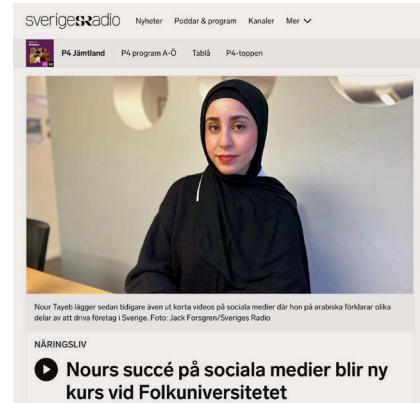 sveriges radio Nyheter Poddar & program Kanaler Mer
P4 Jämtland P4 program A-Ö Tablå P4-toppen
Nour Tayeb lägger sedan tidigare även ut korta videos på sociala medier där hon på arabiska förklarar olika
delar av att driva företag i Sverige. Foto: Jack Forsgren/Sveriges Radio
NÄRINGSLIV
Nours succé på sociala medier blir ny
kurs vid Folkuniversitetet